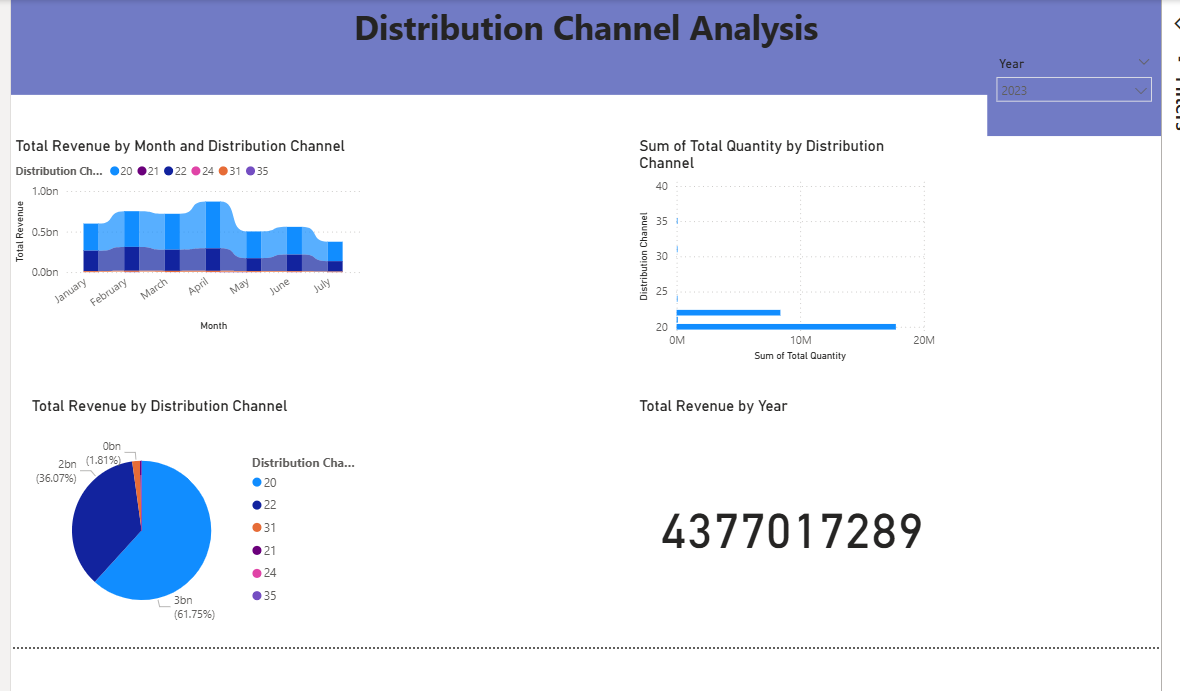 Distribution Channel Analysis
Year
2023
Filters
Total Revenue by Month and Distribution Channel
Distribution Ch... 20 21 22 24 31 35
1.0bn
0.5bn
0.0bn
Total Revenue
January February March April May June July
Month
Sum of Total Quantity by Distribution
Channel
40
35
30
25
20
Distribution Channel
0M 10M 20M
Sum of Total Quantity
Total Revenue by Distribution Channel
0bn
(1.81%)
2bn
(36.07%)
3bn
(61.75%)
Distribution Cha...
20
22
31
21
24
35
Total Revenue by Year
4377017289